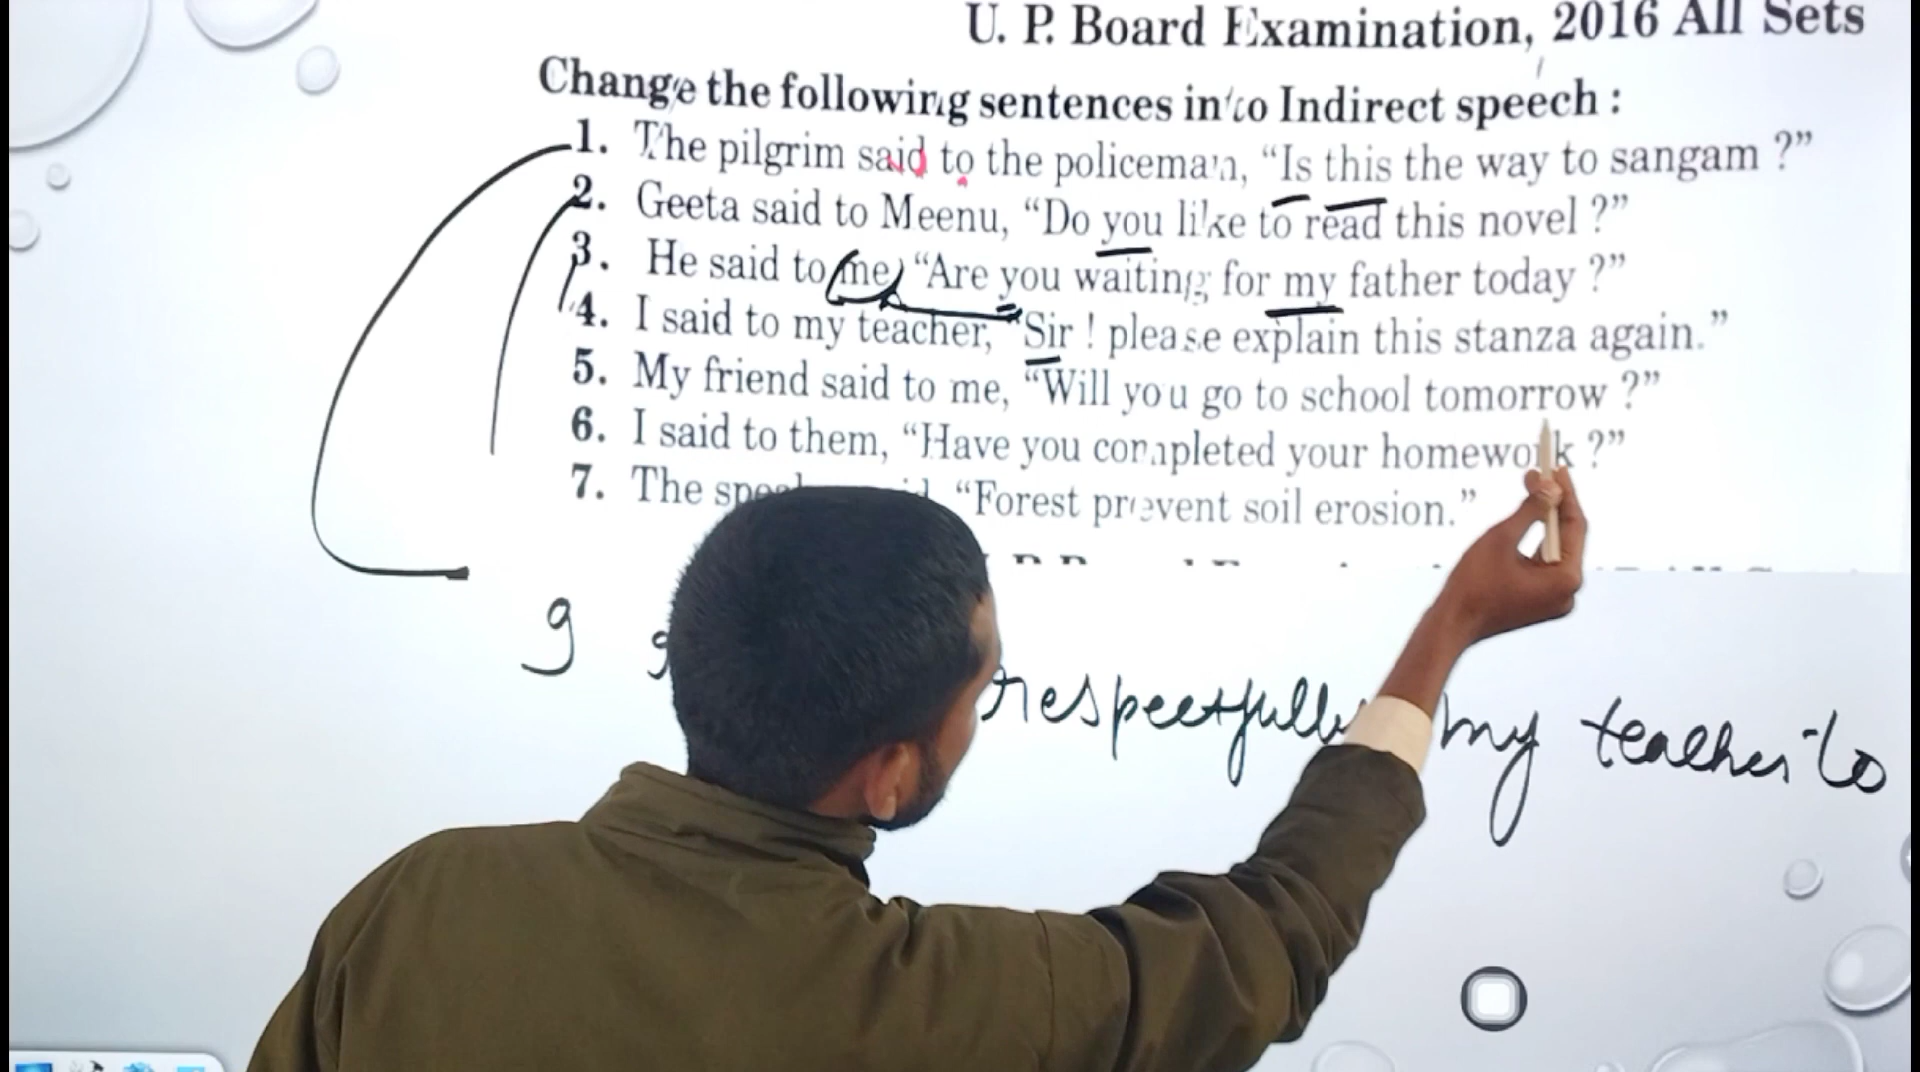 U. P. Board Examination, 2016 All Sets
Change the following sentences into Indirect speech :
1. The pilgrim said to the policeman, “Is this the way to sangam ?”
2. Geeta said to Meenu, “Do you like to read this novel ?”
3. He said to me, “Are you waiting for my father today ?”
4. I said to my teacher, “Sir ! please explain this stanza again.”
5. My friend said to me, “Will you go to school tomorrow ?”
6. I said to them, “Have you completed your homework ?”
7. The “Forest prevent soil erosion.”
respectfully my teacher to